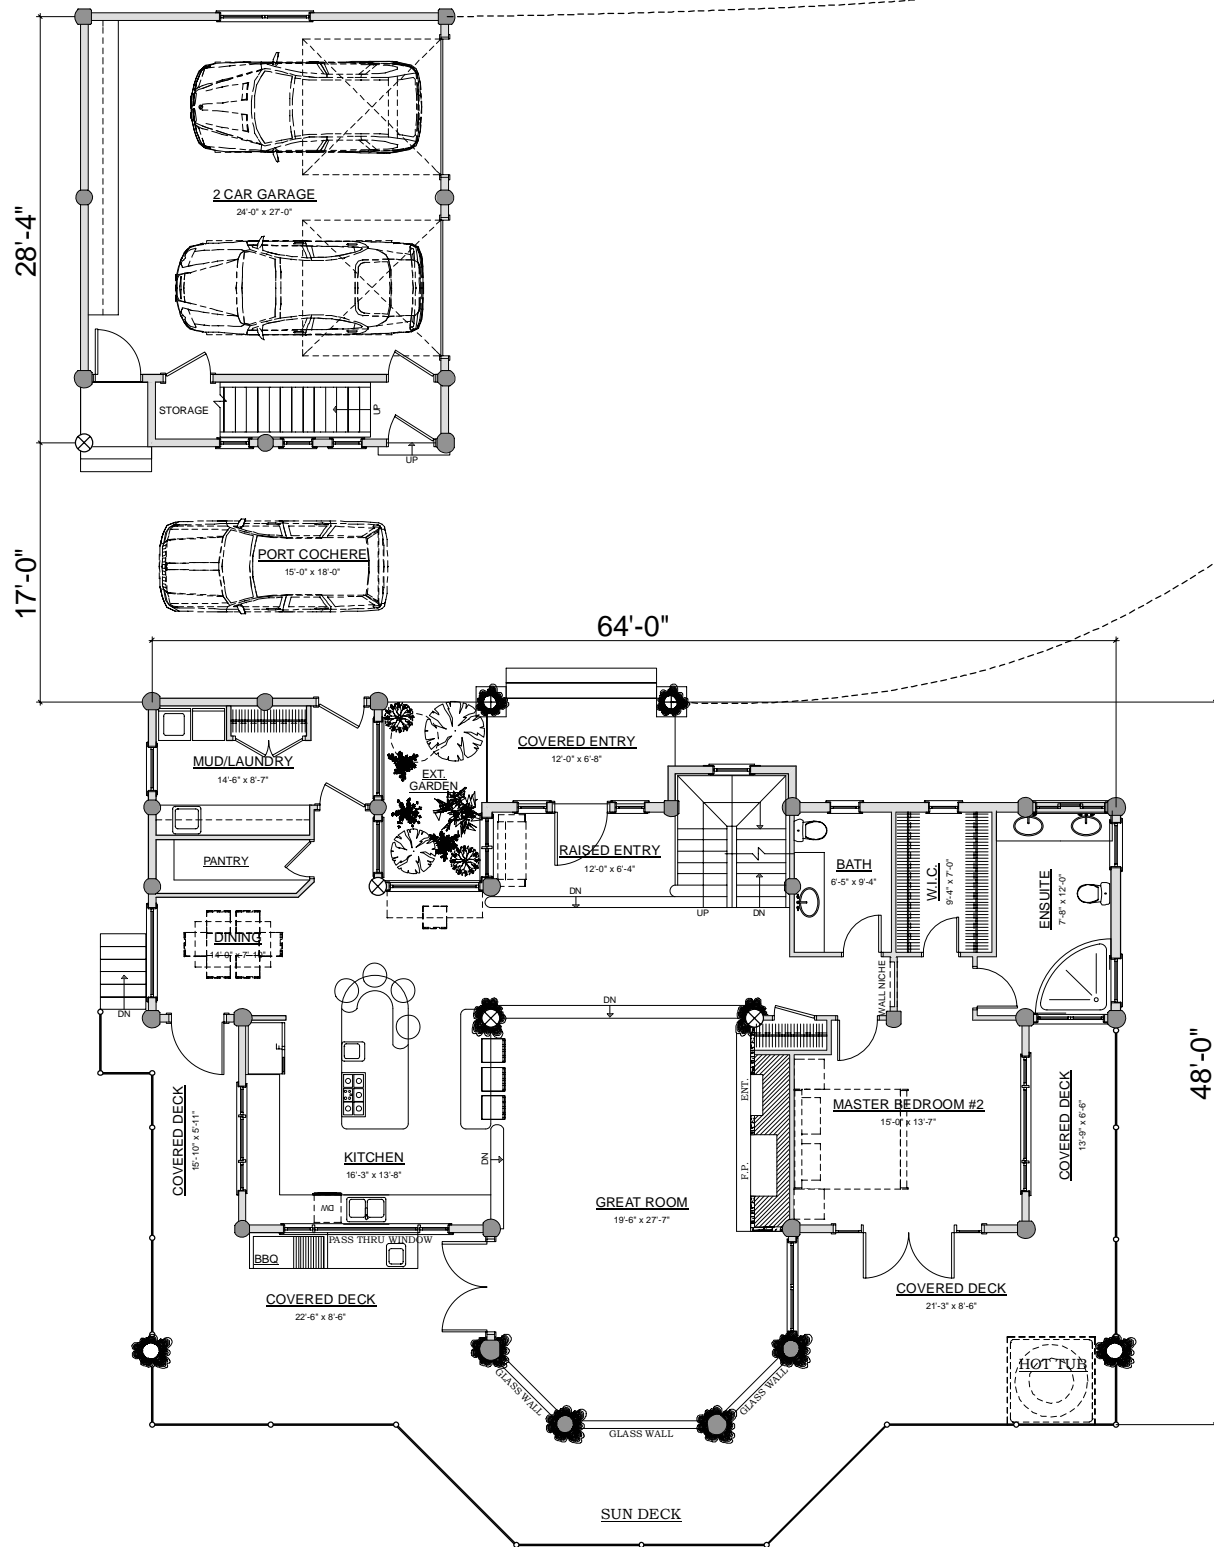 2 CAR GARAGE
24'-0" x 27'-0"
28'-4"
STORAGE
UP
UP
PORT COCHERE
15'-0" x 18'-0"
17'-0"
64'-0"
COVERED ENTRY
12'-0" x 6'-8"
MUD/LAUNDRY
14'-6" x 8'-7"
EXT.
GARDEN
RAISED ENTRY
12'-0" x 6'-4"
PANTRY
BATH
6'-5" x 9'-4"
W.I.C.
9'-4" x 7'-0"
ENSUITE
7'-8" x 12'-0"
DN
UP
DN
DINING
14'-0" x 7'-10"
WALL NICHE
DN
DN
F
48'-0"
COVERED DECK
15'-10" x 5'-11"
ENT.
MASTER BEDROOM #2
15'-0" x 13'-7"
COVERED DECK
13'-9" x 6'-6"
KITCHEN
16'-3" x 13'-8"
DN
F.P.
GREAT ROOM
19'-6" x 27'-7"
DW
PASS THRU WINDOW
BBQ
COVERED DECK
22'-6" x 8'-6"
COVERED DECK
21'-3" x 8'-6"
HOT TUB
GLASS WALL
GLASS WALL
GLASS WALL
SUN DECK